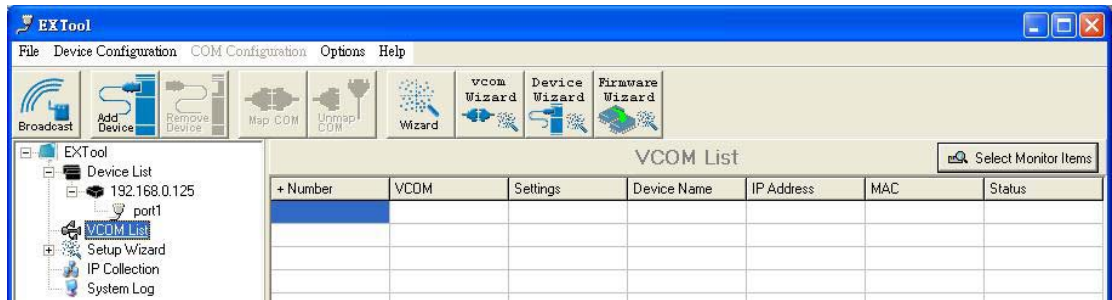 EXTool
File Device Configuration COM Configuration Options Help
Broadcast Add Device Remove Device Map COM Unmap COM Wizard vcom Wizard Device Wizard Firmware Wizard
EXTool
Device List
192.168.0.125
port1
VCOM List
Setup Wizard
IP Collection
System Log
VCOM List Select Monitor Items
+ Number VCOM Settings Device Name IP Address MAC Status